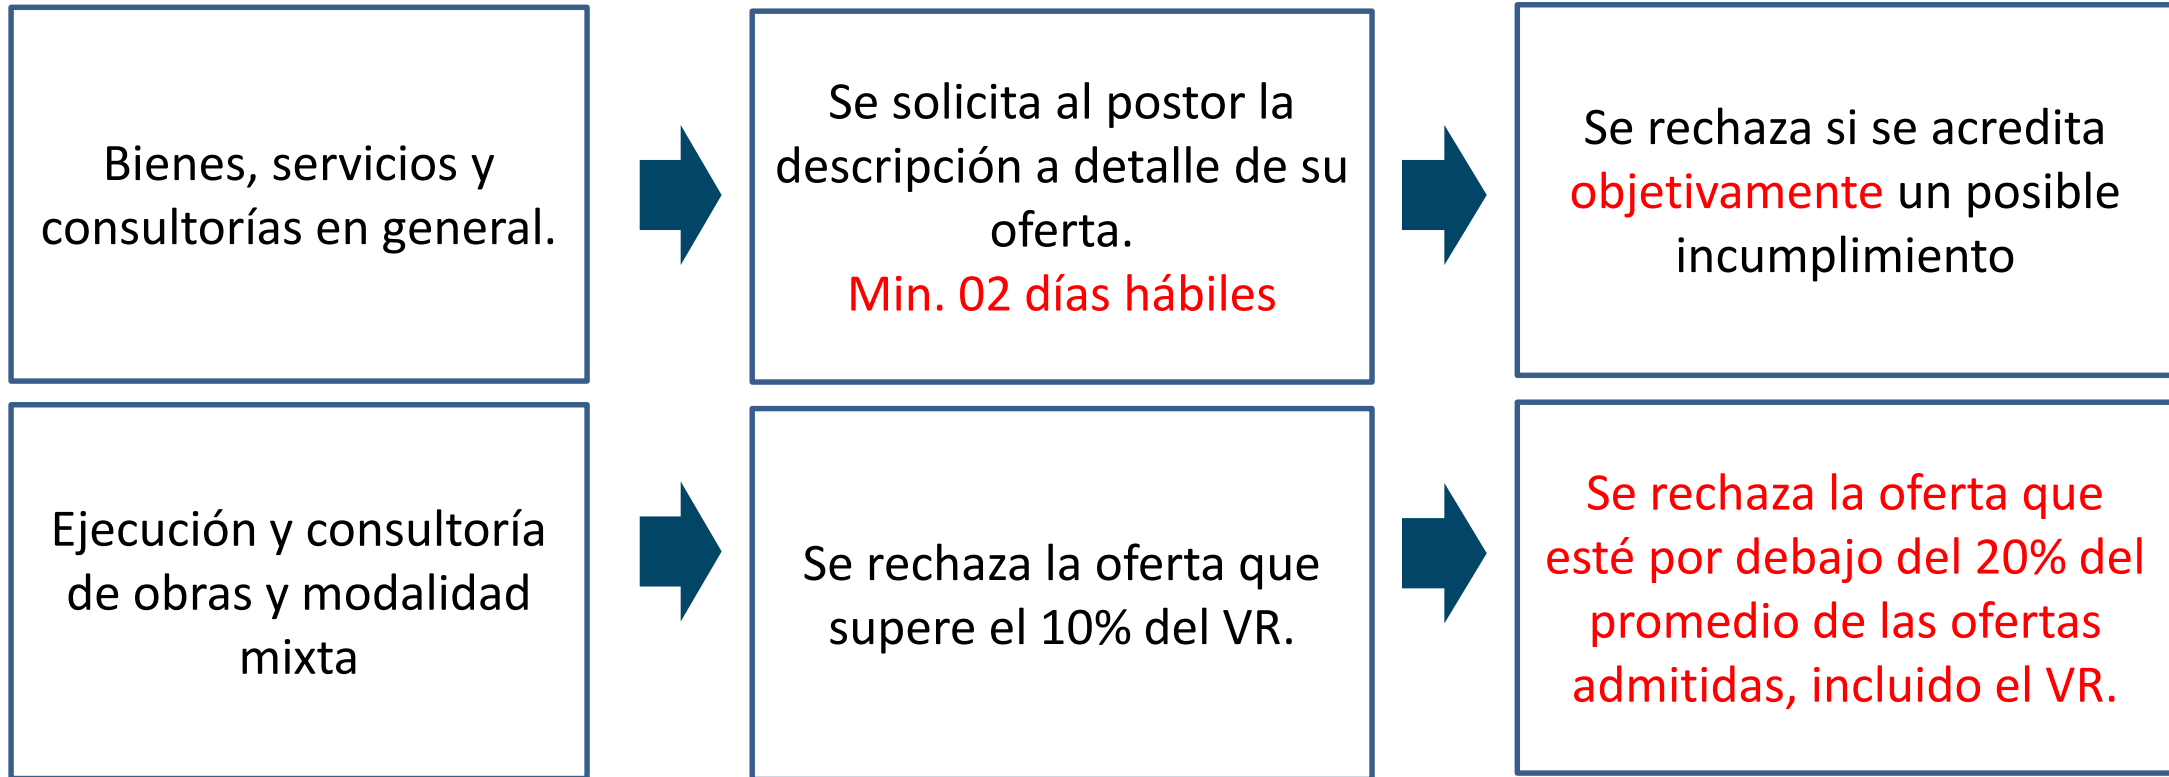 Bienes, servicios y
consultorías en general.
Se solicita al postor la
descripción a detalle de su
oferta.
Min. 02 días hábiles
Se rechaza si se acredita
objetivamente un posible
incumplimiento
Ejecución y consultoría
de obras y modalidad
mixta
Se rechaza la oferta que
supere el 10% del VR.
Se rechaza la oferta que
esté por debajo del 20% del
promedio de las ofertas
admitidas, incluido el VR.